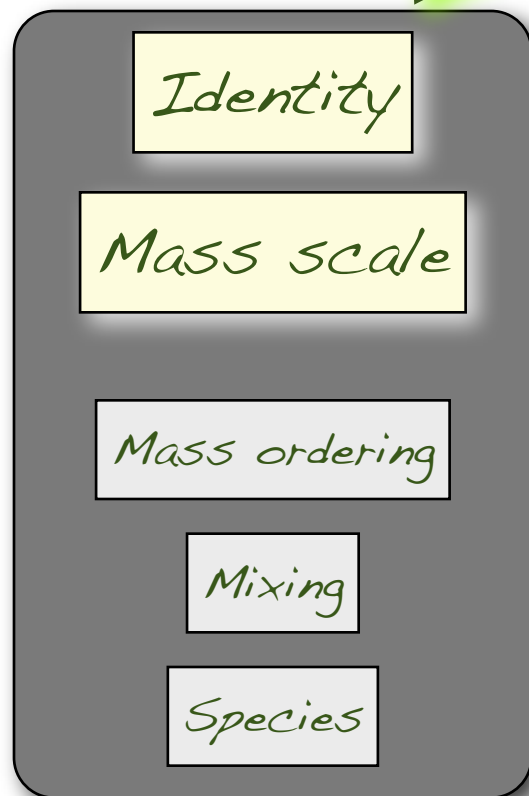 Identity
Mass scale
Mass ordering
Mixing
Species